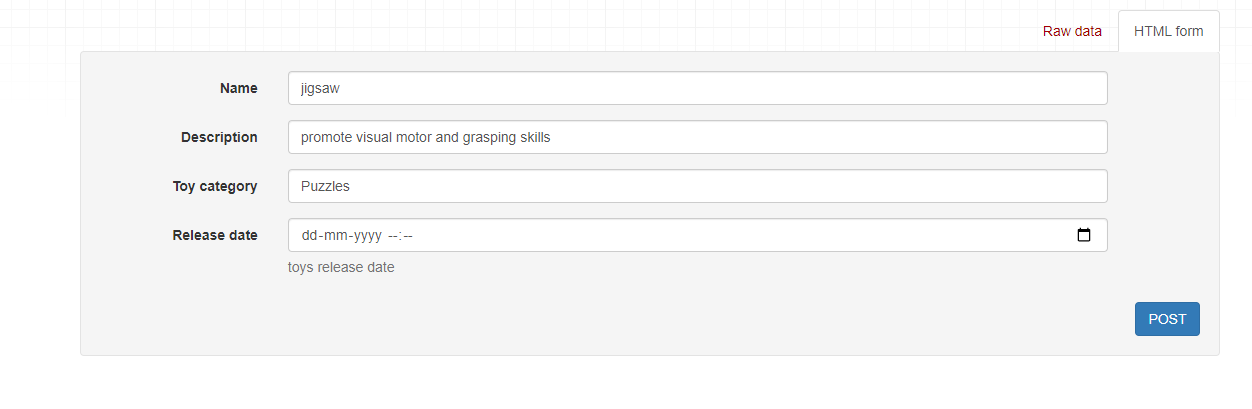 Raw data HTML form
Name jigsaw
Description promote visual motor and grasping skills
Toy category Puzzles
Release date dd-mm-yyyy --:--
toys release date
POST